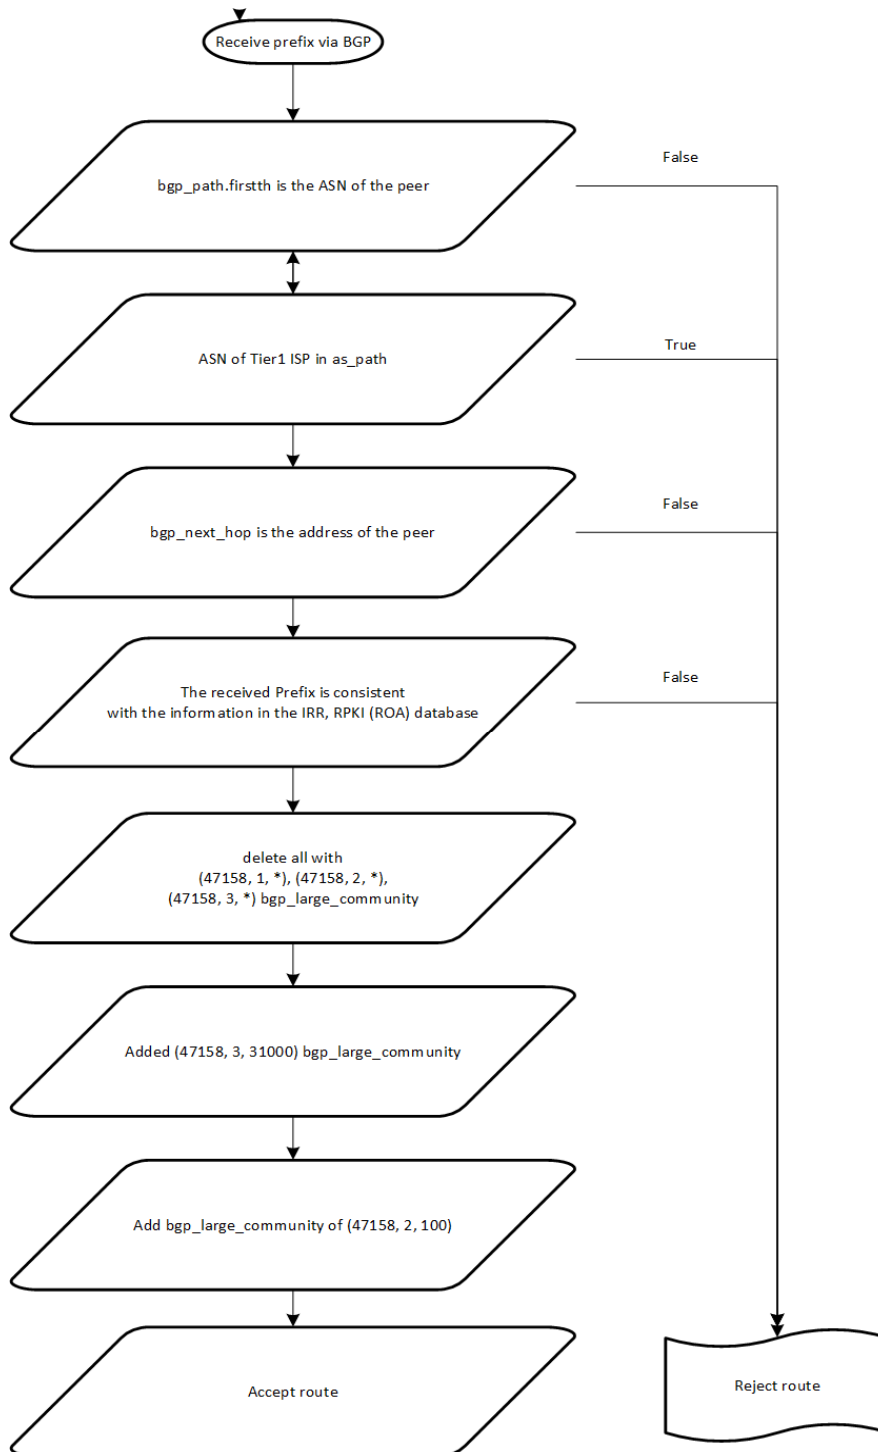 Receive prefix via BGP
bgp_path.firstth is the ASN of the peer
False
ASN of Tier1 ISP in as_path
True
bgp_next_hop is the address of the peer
False
The received Prefix is consistent
with the information in the IRR, RPKI (ROA) database
False
delete all with
(47158, 1, *), (47158, 2, *),
(47158, 3, *) bgp_large_community
Added (47158, 3, 31000) bgp_large_community
Add bgp_large_community of (47158, 2, 100)
Accept route
Reject route